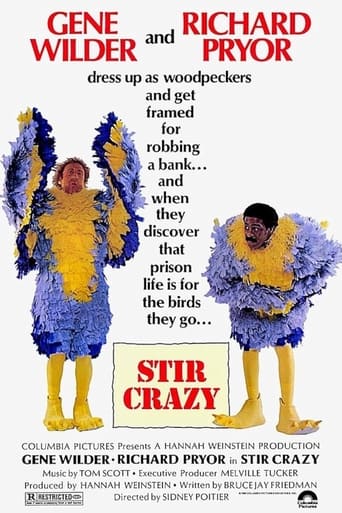 GENE WILDER and RICHARD PRYOR
dress up as woodpeckers
and get
framed
for
robbing
a bank...
and
when
they
discover
that
prison
life is
for the
birds
they go...
STIR
CRAZY
COLUMBIA PICTURES Presents A HANNAH WEINSTEIN PRODUCTION
GENE WILDER · RICHARD PRYOR in STIR CRAZY
Music by TOM SCOTT · Executive Producer MELVILLE TUCKER
Produced by HANNAH WEINSTEIN · Written by BRUCE JAY FRIEDMAN
Directed by SIDNEY POITIER
R RESTRICTED
Columbia
Pictures